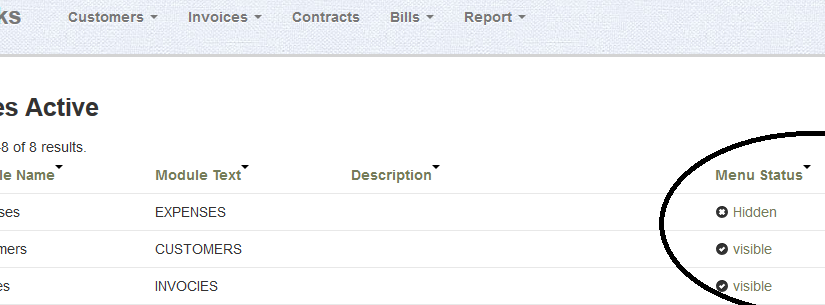 ks Customers Invoices Contracts Bills Report
es Active
-8 of 8 results.
le Name Module Text Description Menu Status
ses EXPENSES Hidden
mers CUSTOMERS visible
es INVOCIES visible